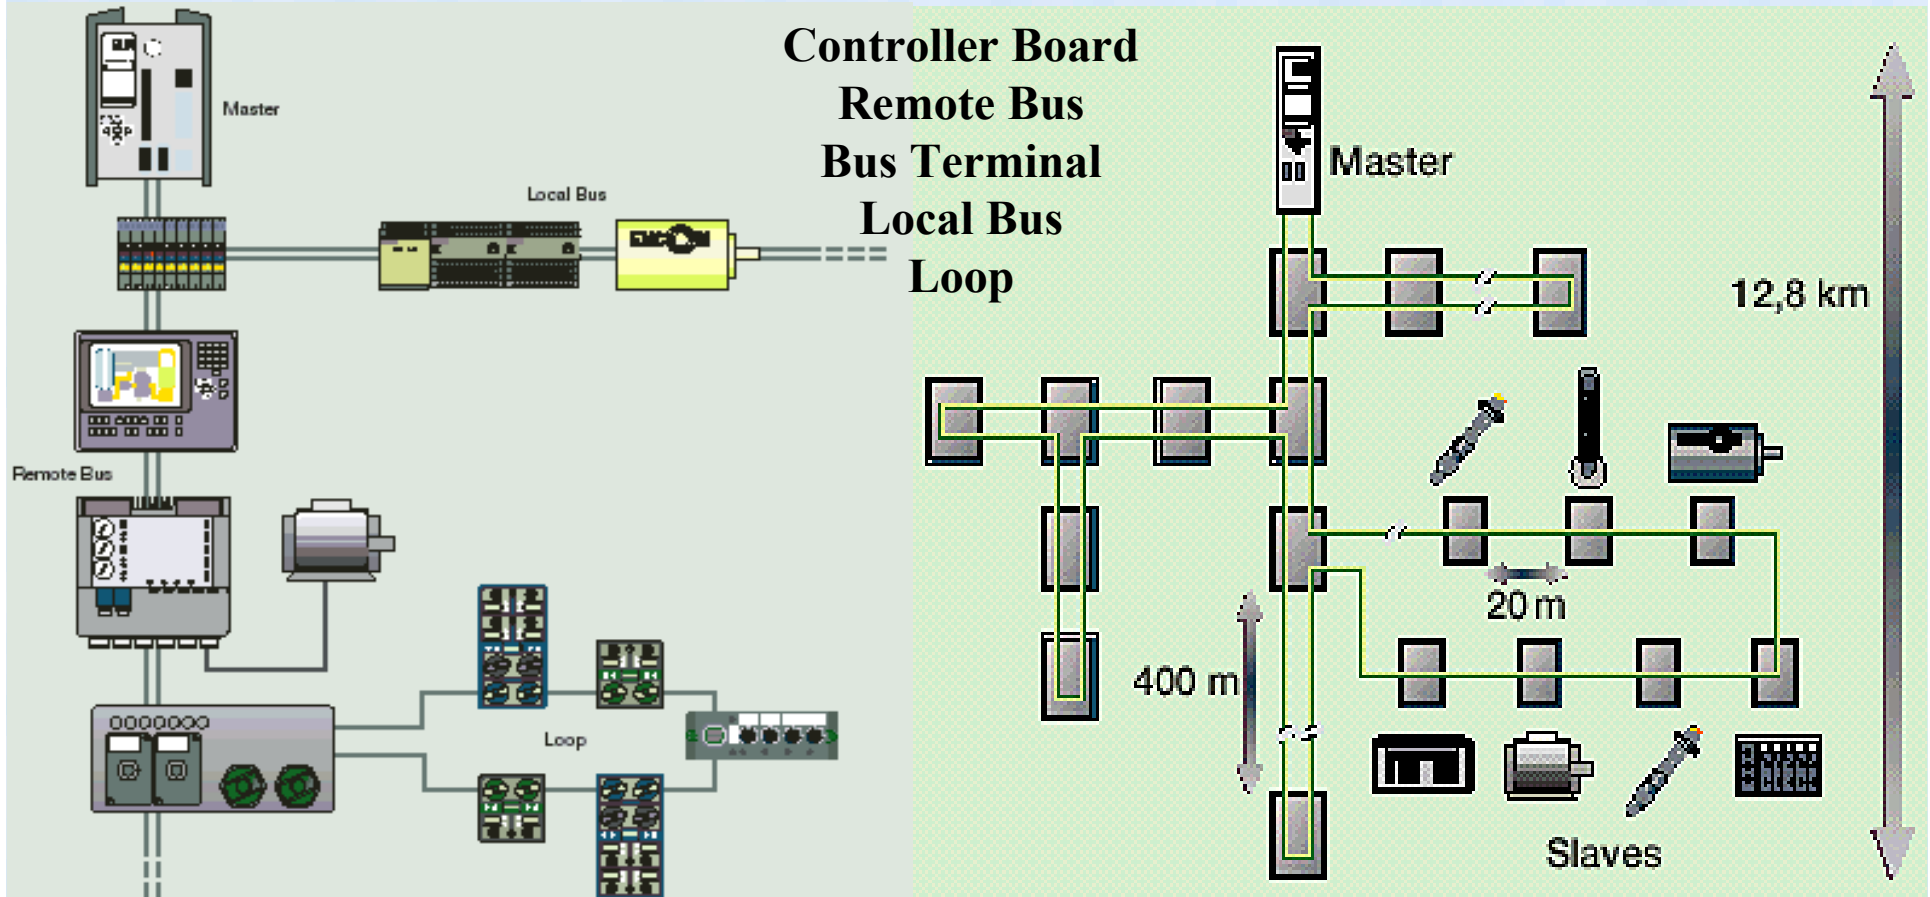 Master
Local Bus
Remote Bus
Loop
Controller Board
Remote Bus
Bus Terminal
Local Bus
Loop
Master
12,8 km
20 m
400 m
Slaves